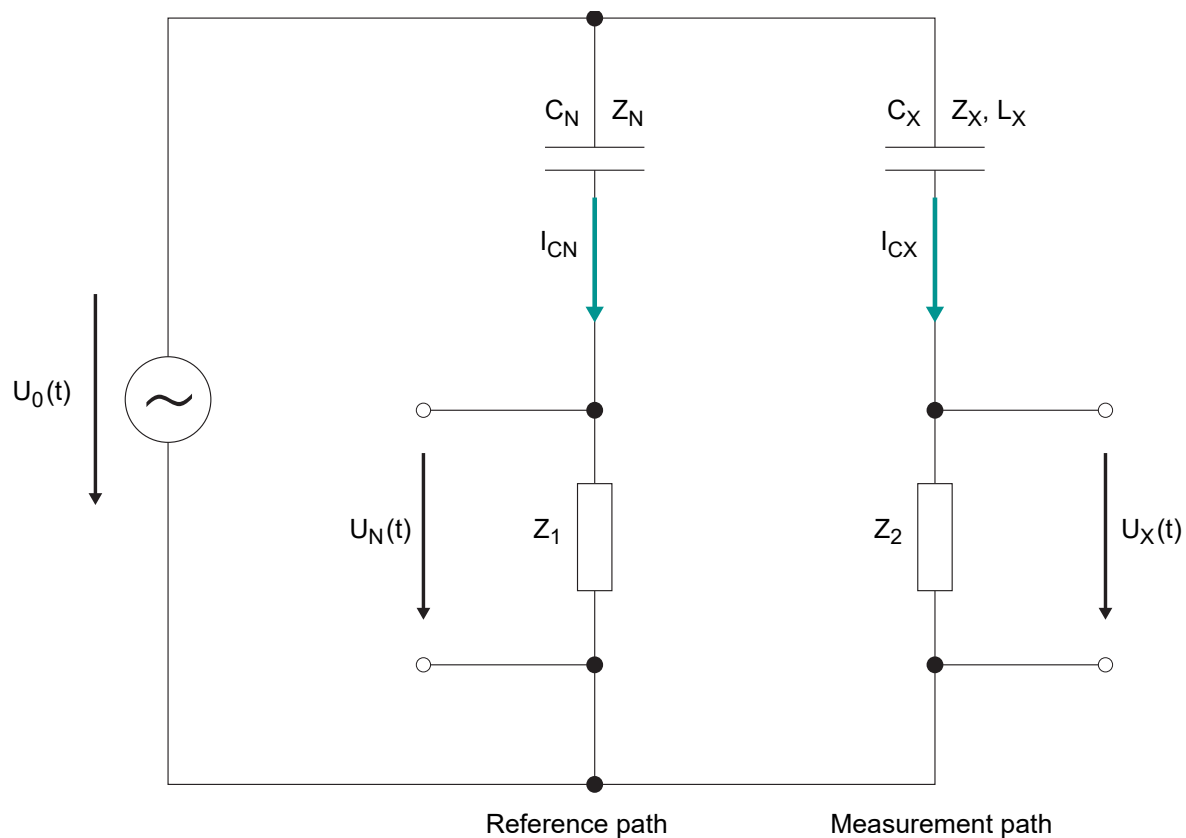 C_N Z_N
C_X Z_X, L_X
I_CN
I_CX
U_0(t)
U_N(t)
Z_1
Z_2
U_X(t)
Reference path
Measurement path